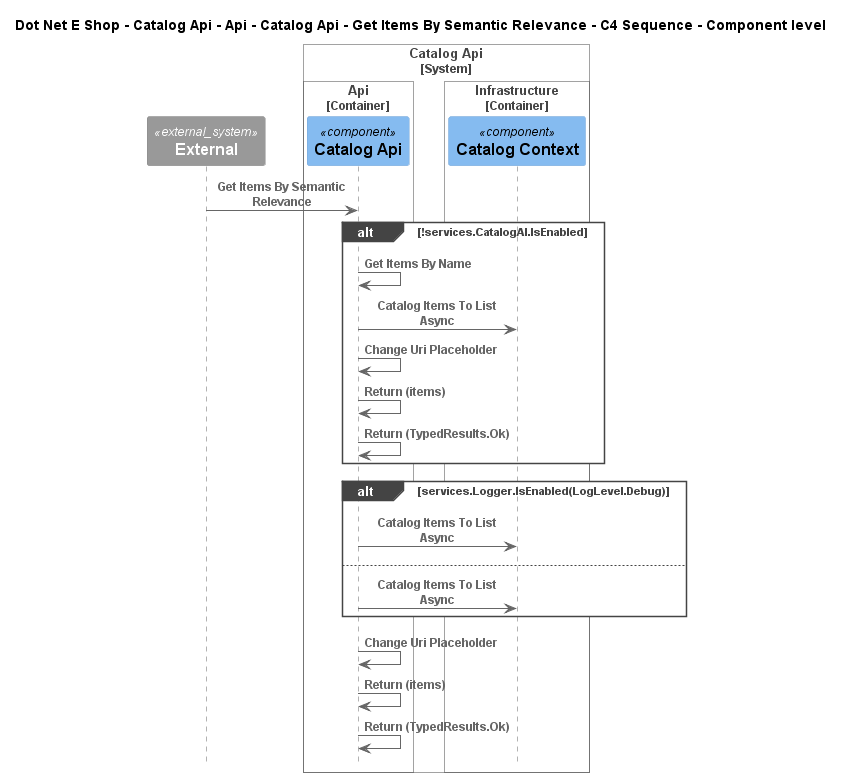 Dot Net E Shop - Catalog Api - Api - Catalog Api - Get Items By Semantic Relevance - C4 Sequence - Component level
Catalog Api
[System]
Api
[Container]
Infrastructure
[Container]
«external_system»
External
«component»
Catalog Api
«component»
Catalog Context
Get Items By Semantic
Relevance
alt
[!services.CatalogAI.IsEnabled]
Get Items By Name
Catalog Items To List
Async
Change Uri Placeholder
Return (items)
Return (TypedResults.Ok)
alt
[services.Logger.IsEnabled(LogLevel.Debug)]
Catalog Items To List
Async
Catalog Items To List
Async
Change Uri Placeholder
Return (items)
Return (TypedResults.Ok)